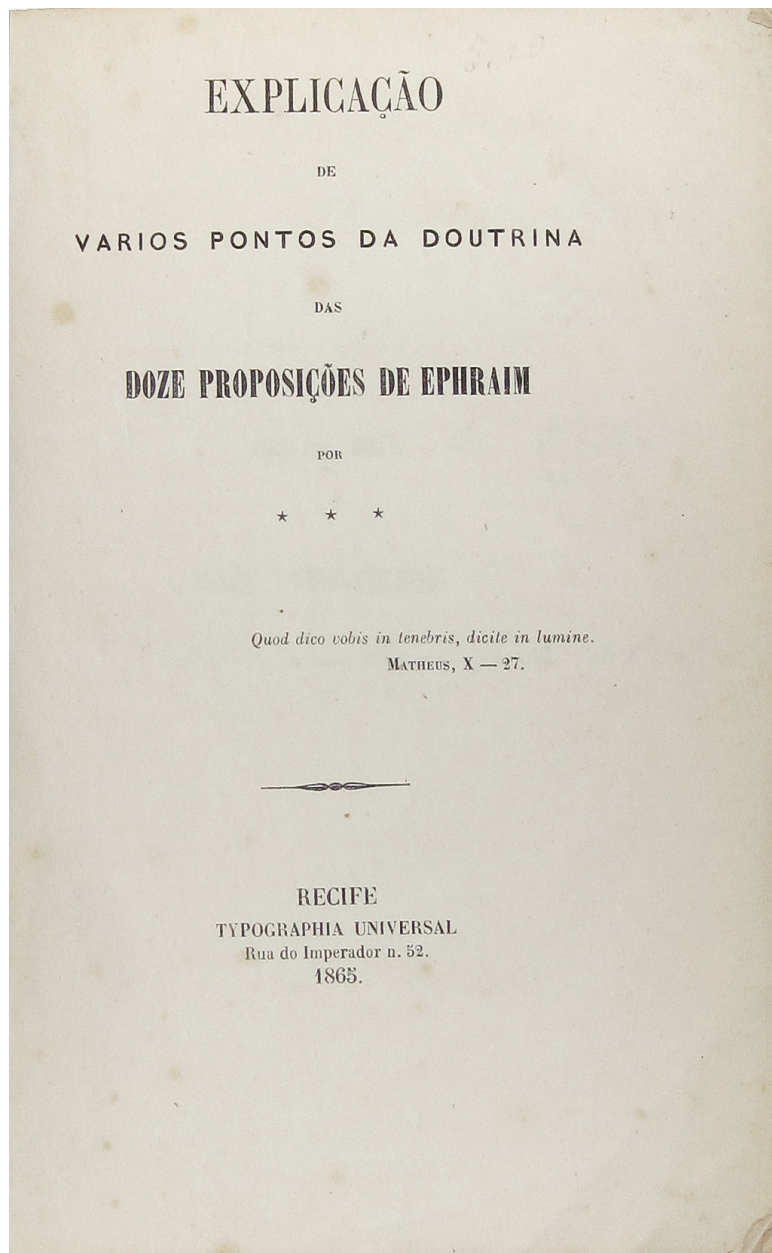 EXPLICAÇÃO
DE
VARIOS PONTOS DA DOUTRINA
DAS
DOZE PROPOSIÇÕES DE EPHRAIM
POR
★ ★ ★
Quod dico vobis in tenebris, dicite in lumine.
MATHEUS, X — 27.
RECIFE
TYPOGRAPHIA UNIVERSAL
Rua do Imperador n. 52.
1865.